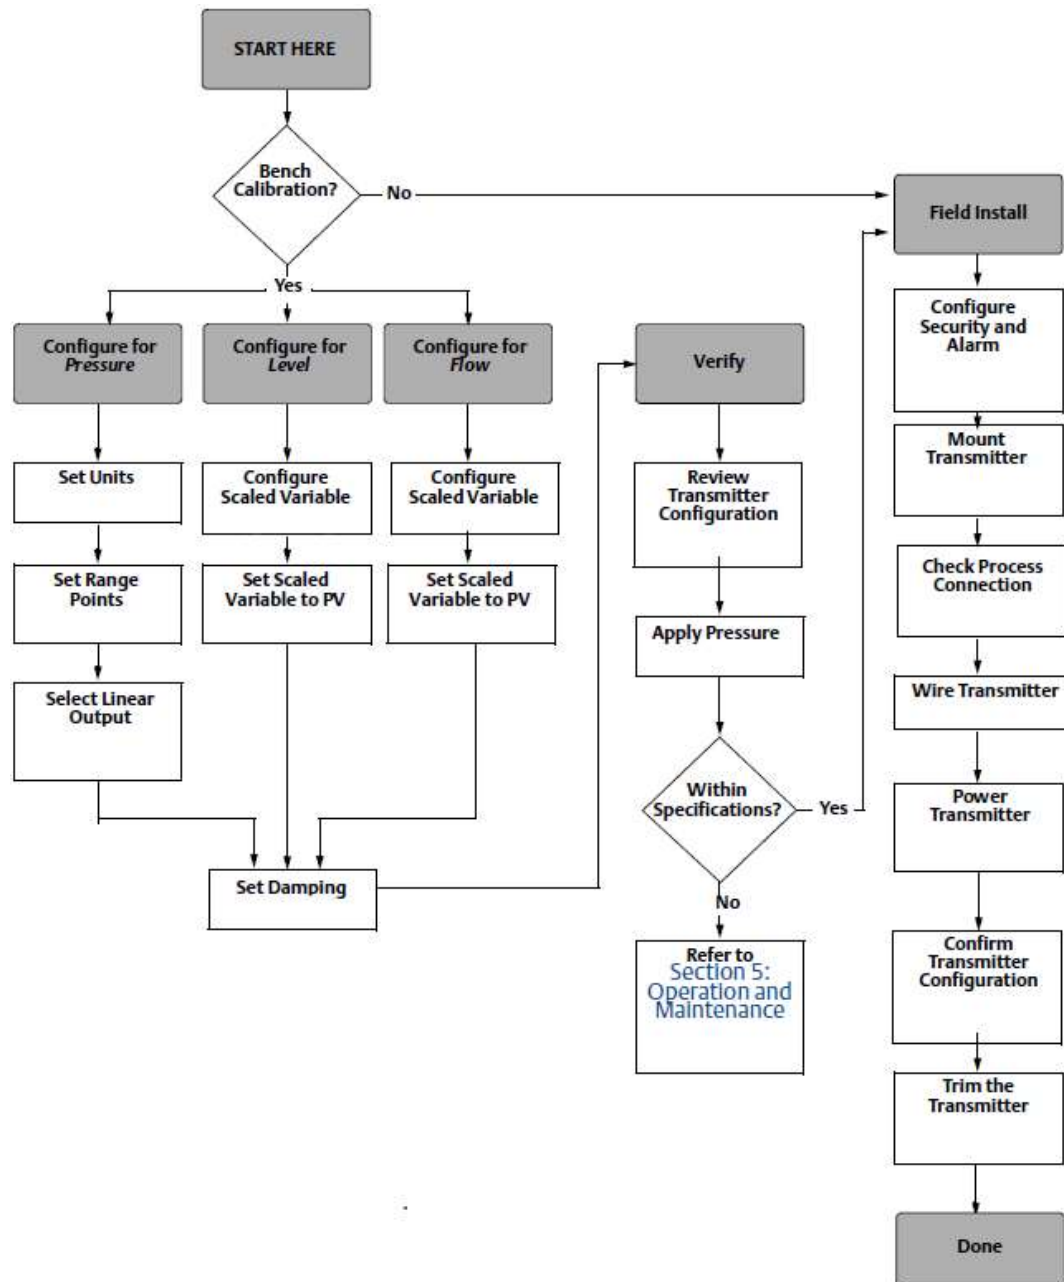 START HERE
Bench
Calibration?
No
Yes
Configure for
Pressure
Set Units
Set Range
Points
Select Linear
Output
Configure for
Level
Configure
Scaled Variable
Set Scaled
Variable to PV
Configure for
Flow
Configure
Scaled Variable
Set Scaled
Variable to PV
Set Damping
Verify
Review
Transmitter
Configuration
Apply Pressure
Within
Specifications?
Yes
No
Refer to
Section 5:
Operation and
Maintenance
Field Install
Configure
Security and
Alarm
Mount
Transmitter
Check Process
Connection
Wire Transmitter
Power
Transmitter
Confirm
Transmitter
Configuration
Trim the
Transmitter
Done